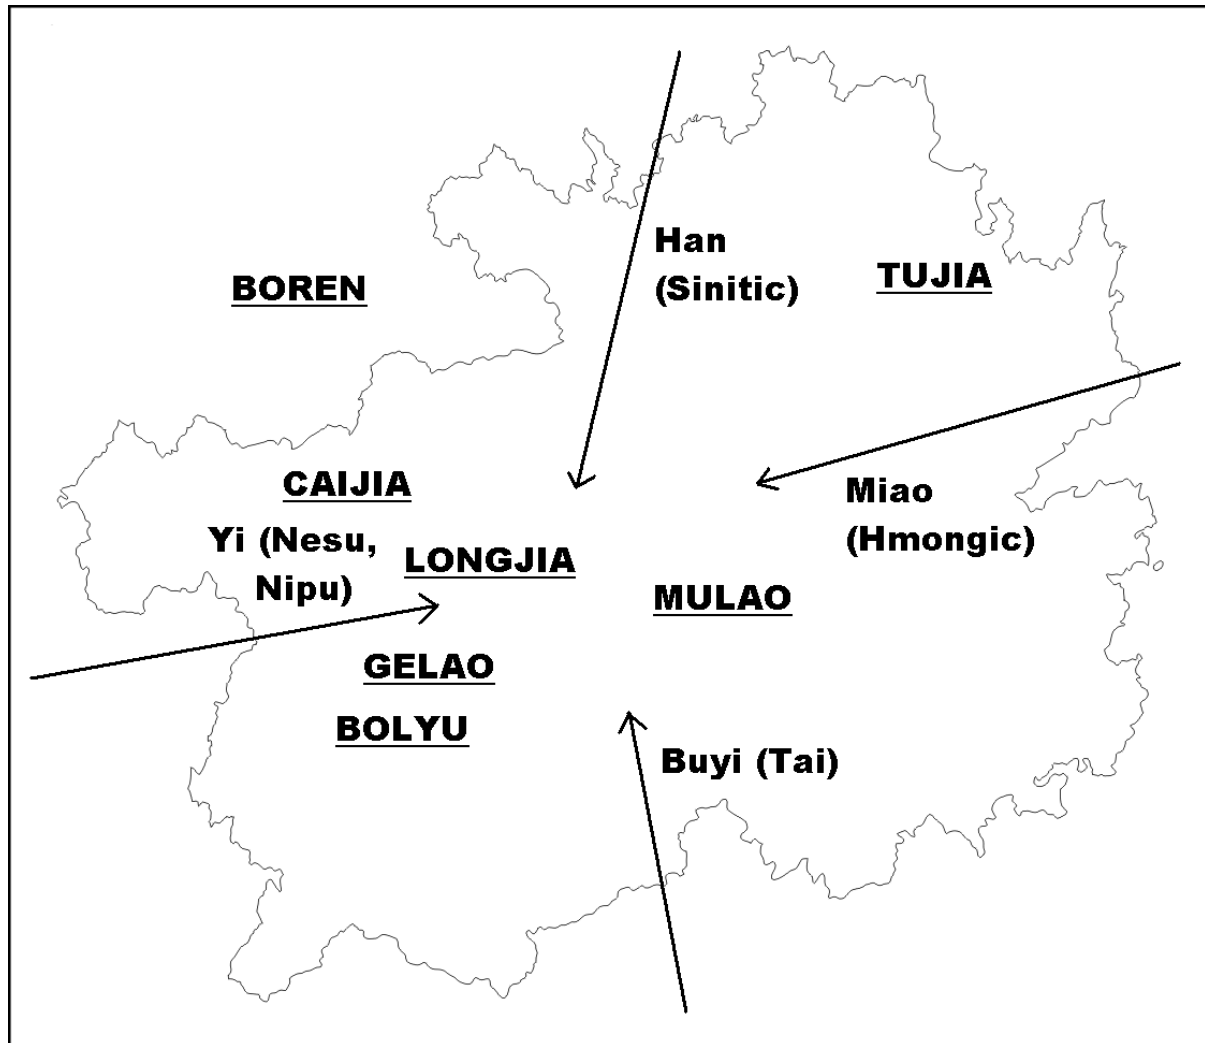 Han
(Sinitic)
TUJIA
BOREN
CAIJIA
Miao
(Hmongic)
Yi (Nesu,
Nipu)
LONGJIA
MULAO
GELAO
BOLYU
Buyi (Tai)